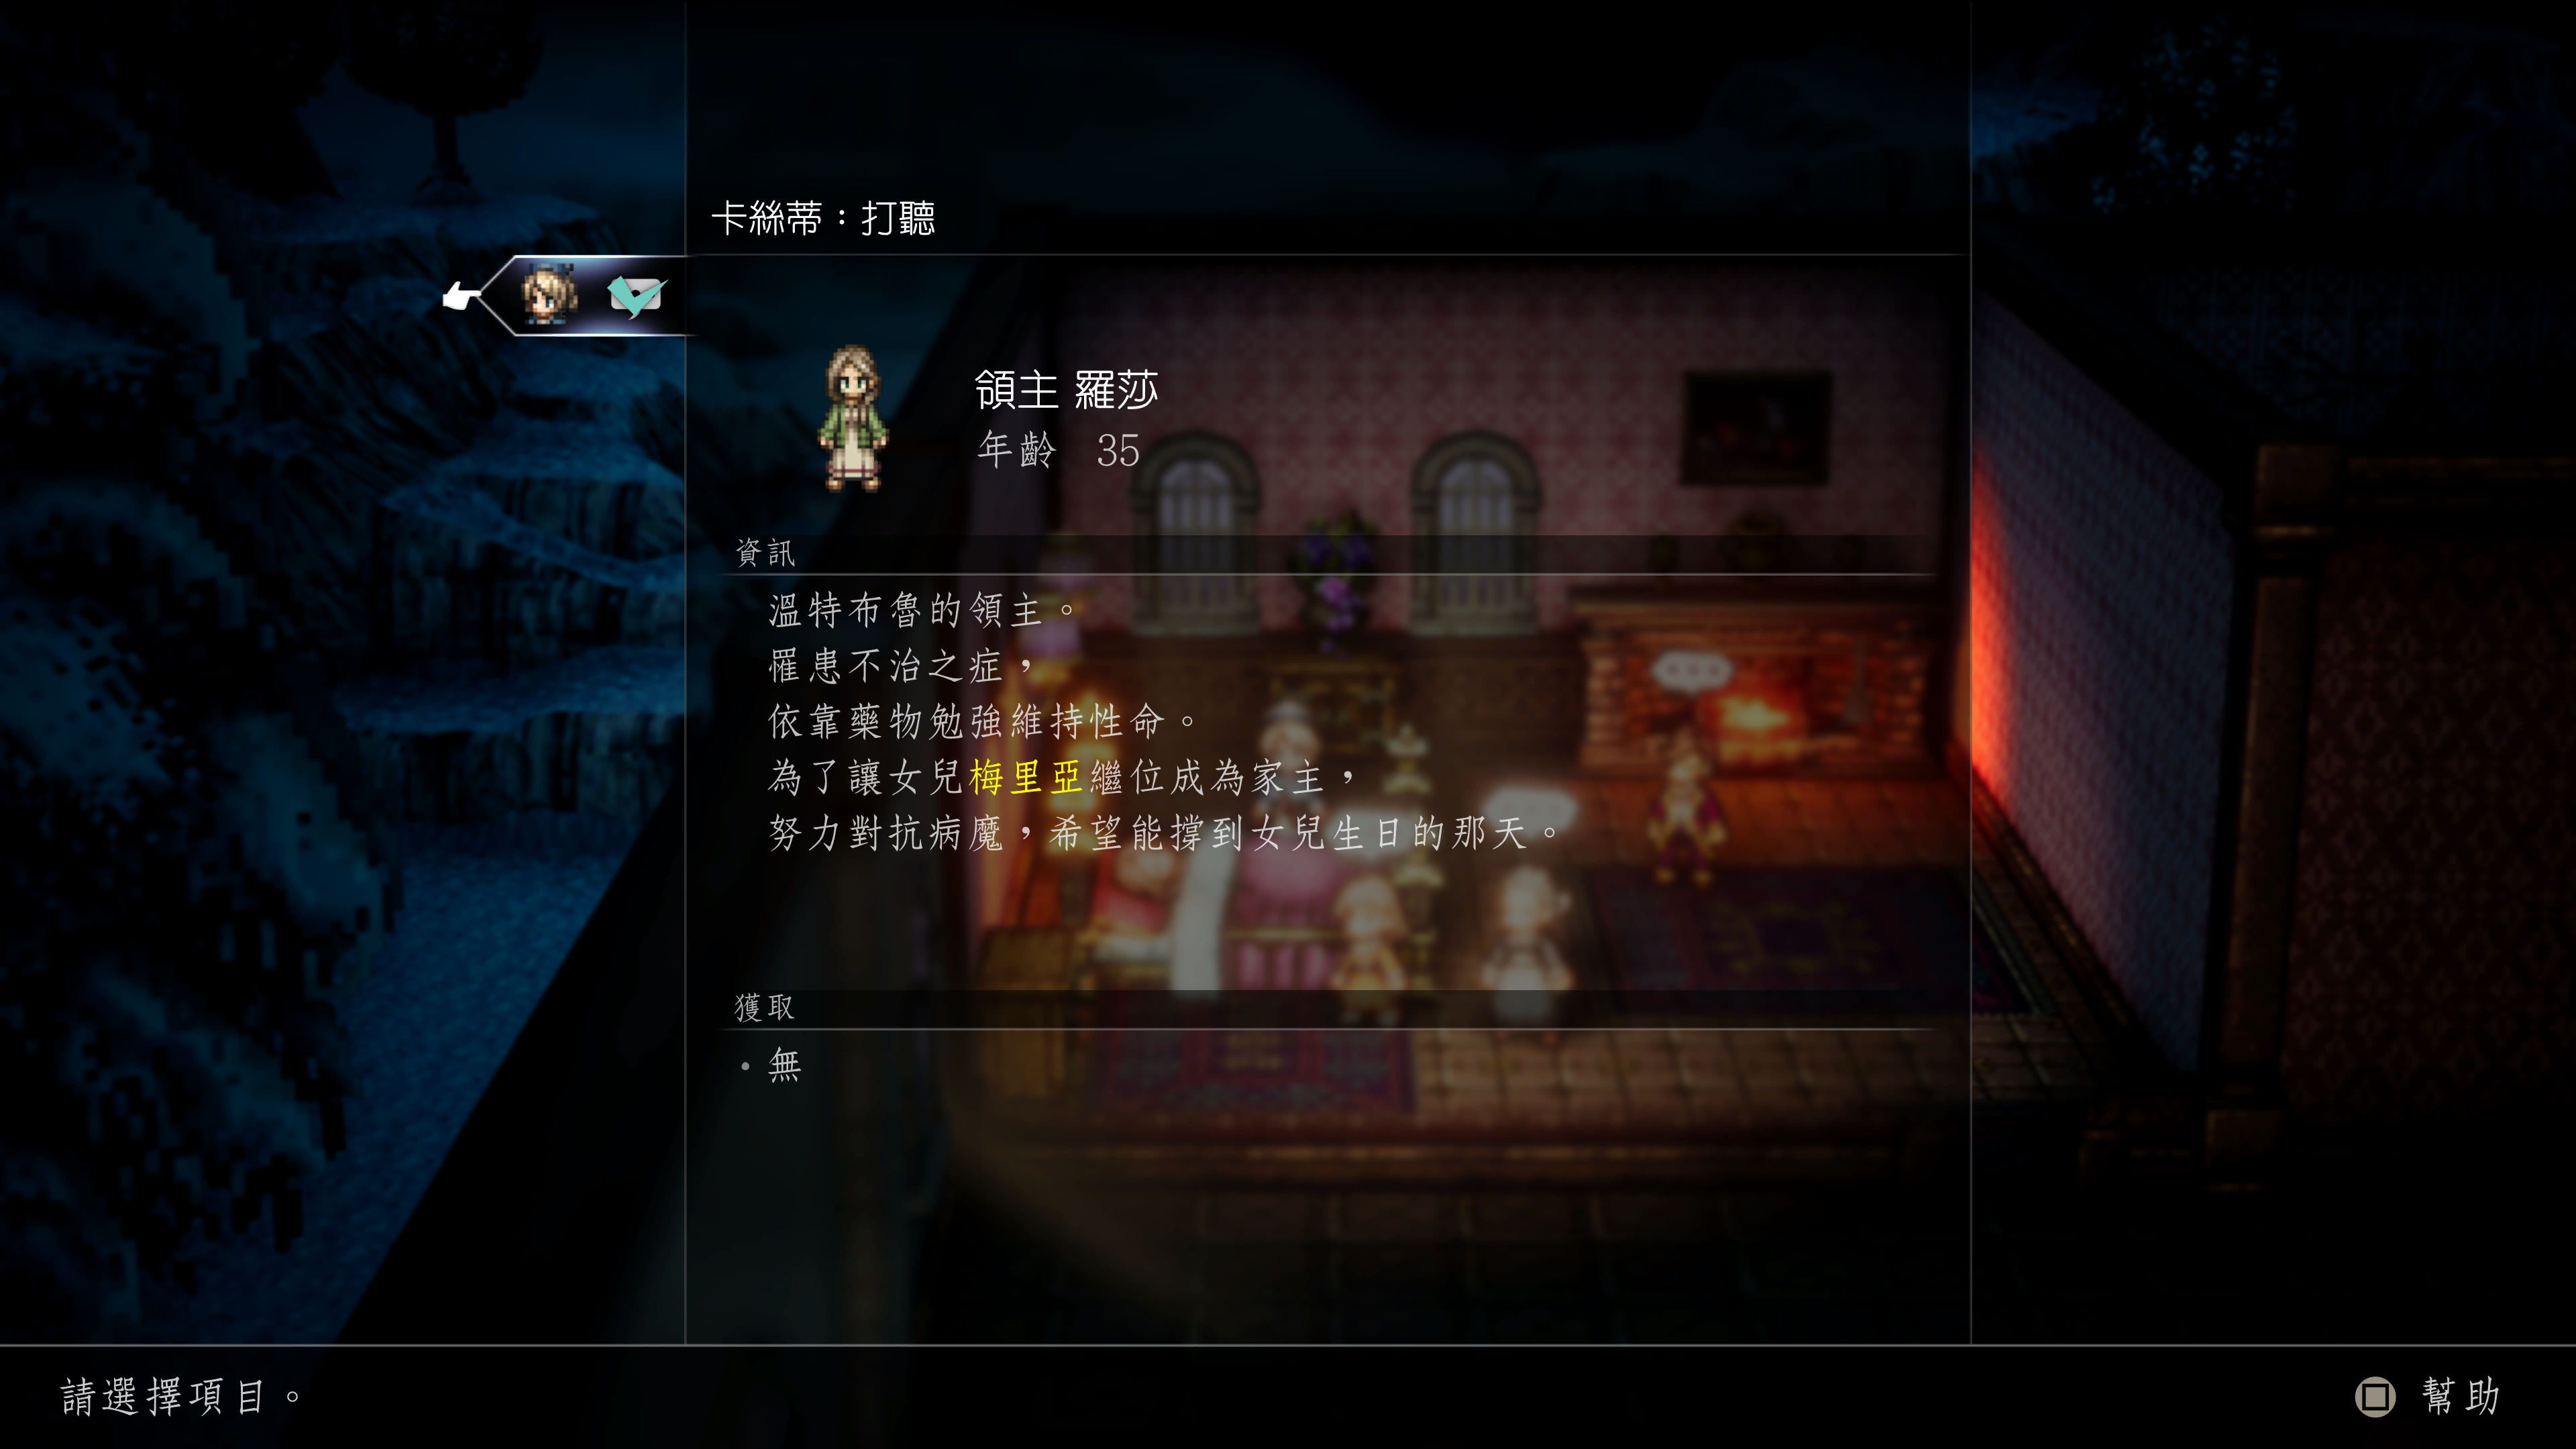 卡絲蒂：打聽
領主 羅莎
年齡 35
資訊
溫特布魯的領主。
罹患不治之症，
依靠藥物勉強維持性命。
為了讓女兒梅里亞繼位成為家主，
努力對抗病魔，希望能撐到女兒生日的那天。
獲取
・無
請選擇項目。
幫助